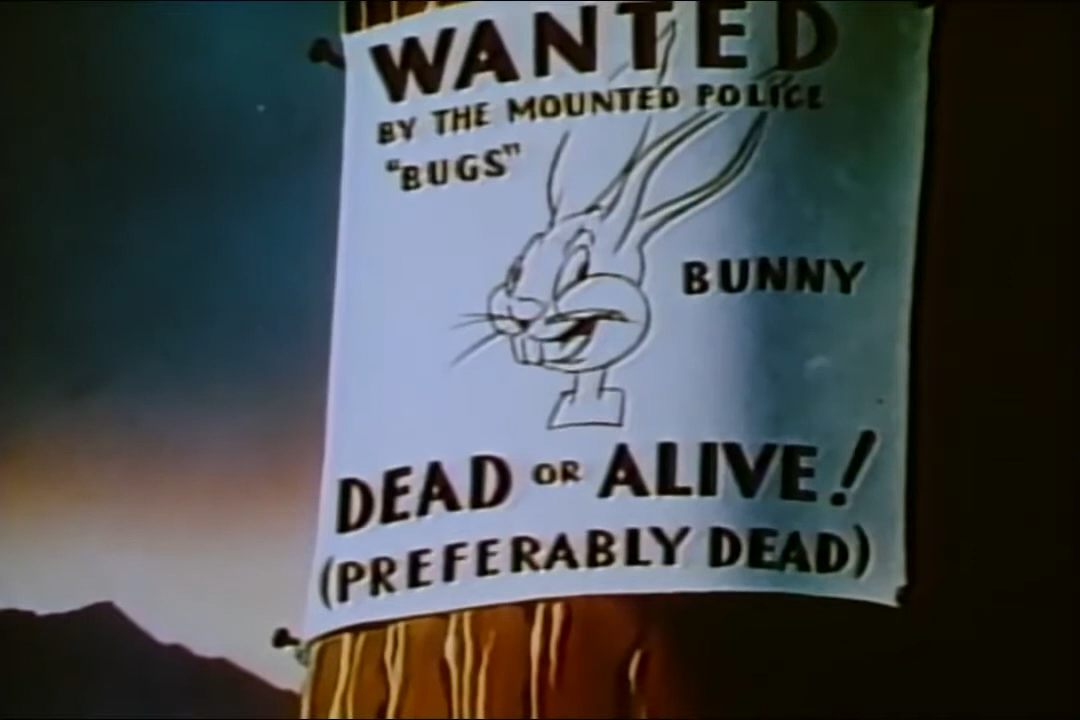 WANTED
BY THE MOUNTED POLICE
"BUGS"
BUNNY
DEAD OR ALIVE!
(PREFERABLY DEAD)